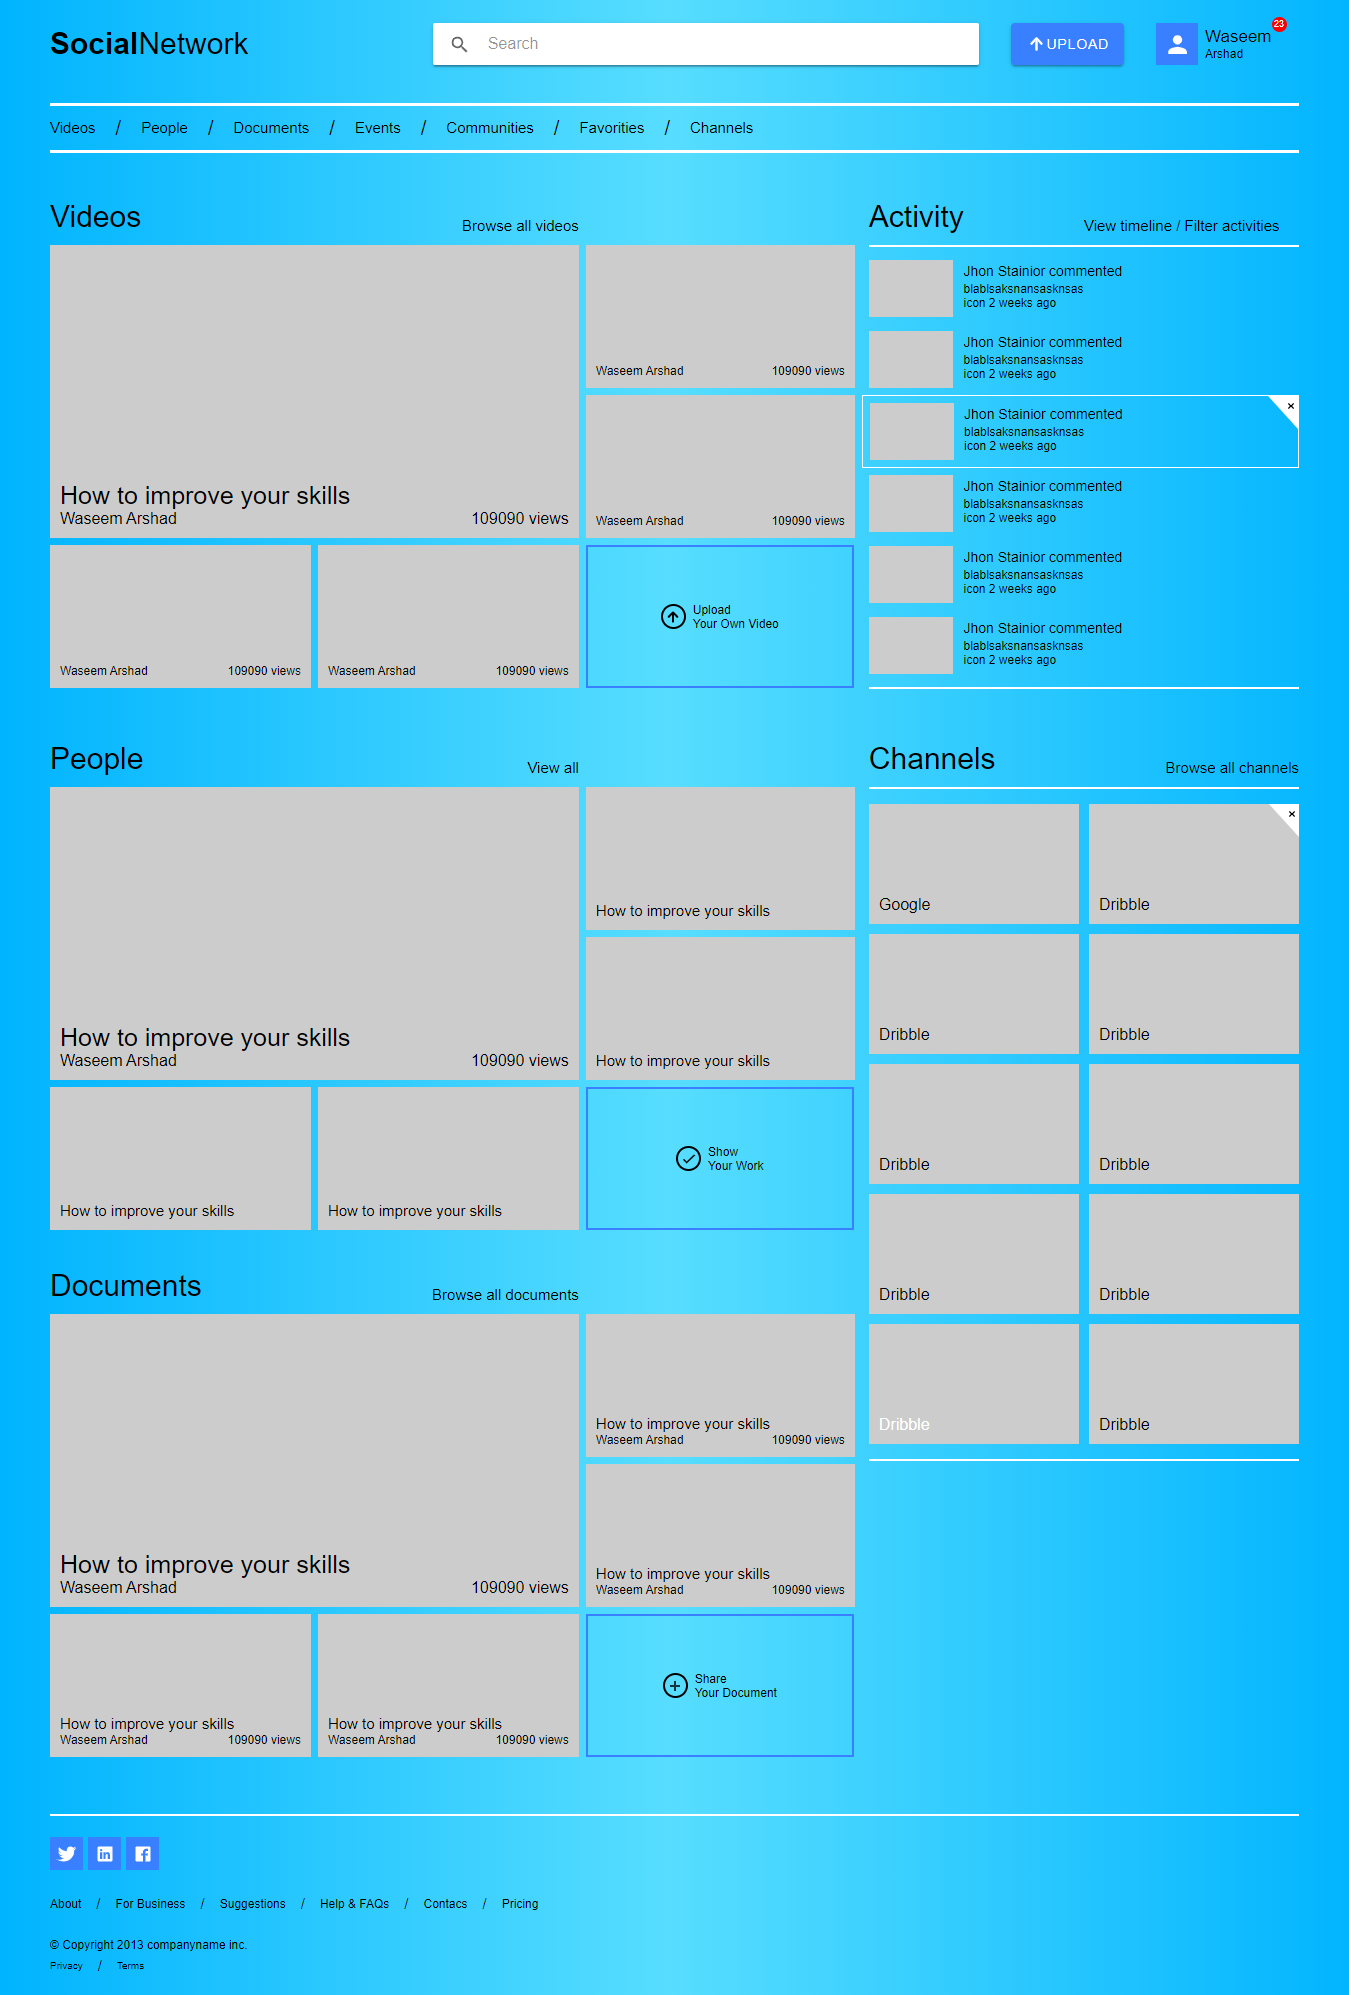 SocialNetwork
Search
UPLOAD
Waseem
23
Arshad
Videos / People / Documents / Events / Communities / Favorities / Channels
Videos
Browse all videos
How to improve your skills
Waseem Arshad 109090 views
Waseem Arshad 109090 views
Waseem Arshad 109090 views
Waseem Arshad 109090 views
Waseem Arshad 109090 views
Upload
Your Own Video
Activity
View timeline / Filter activities
Jhon Stainior commented
blablsaksnansasknsas
icon 2 weeks ago
Jhon Stainior commented
blablsaksnansasknsas
icon 2 weeks ago
Jhon Stainior commented
blablsaksnansasknsas
icon 2 weeks ago
Jhon Stainior commented
blablsaksnansasknsas
icon 2 weeks ago
Jhon Stainior commented
blablsaksnansasknsas
icon 2 weeks ago
Jhon Stainior commented
blablsaksnansasknsas
icon 2 weeks ago
People
View all
How to improve your skills
Waseem Arshad 109090 views
How to improve your skills
How to improve your skills
How to improve your skills
How to improve your skills
Show
Your Work
Channels
Browse all channels
Google
Dribble
Dribble
Dribble
Dribble
Dribble
Dribble
Dribble
Dribble
Dribble
Documents
Browse all documents
How to improve your skills
Waseem Arshad 109090 views
How to improve your skills
Waseem Arshad 109090 views
How to improve your skills
Waseem Arshad 109090 views
How to improve your skills
Waseem Arshad 109090 views
How to improve your skills
Waseem Arshad 109090 views
Share
Your Document
About / For Business / Suggestions / Help & FAQs / Contacs / Pricing
© Copyright 2013 companyname inc.
Privacy / Terms